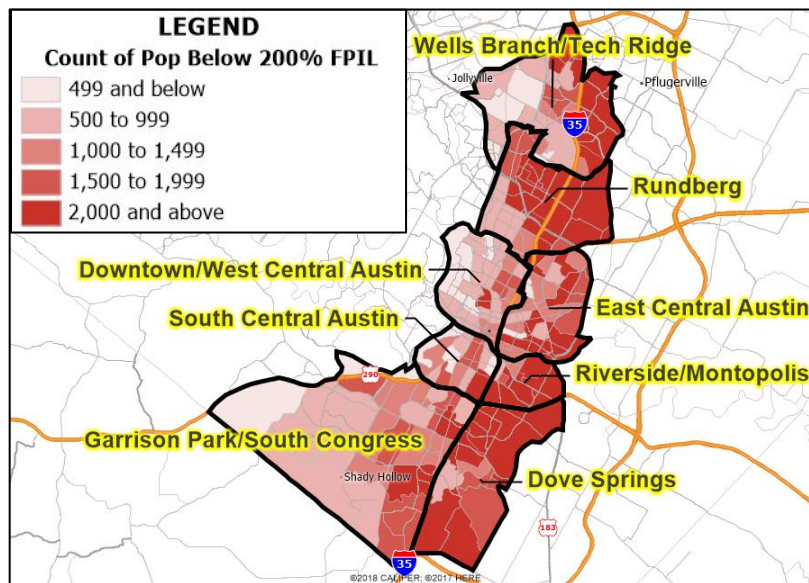 LEGEND
Count of Pop Below 200% FPIL
499 and below
500 to 999
1,000 to 1,499
1,500 to 1,999
2,000 and above
Wells Branch/Tech Ridge
Jollyville
Pflugerville
35
Rundberg
Downtown/West Central Austin
East Central Austin
South Central Austin
290
Riverside/Montopolis
Garrison Park/South Congress
Shady Hollow
Dove Springs
183
35
©2018 CALIPER; ©2017 HERE